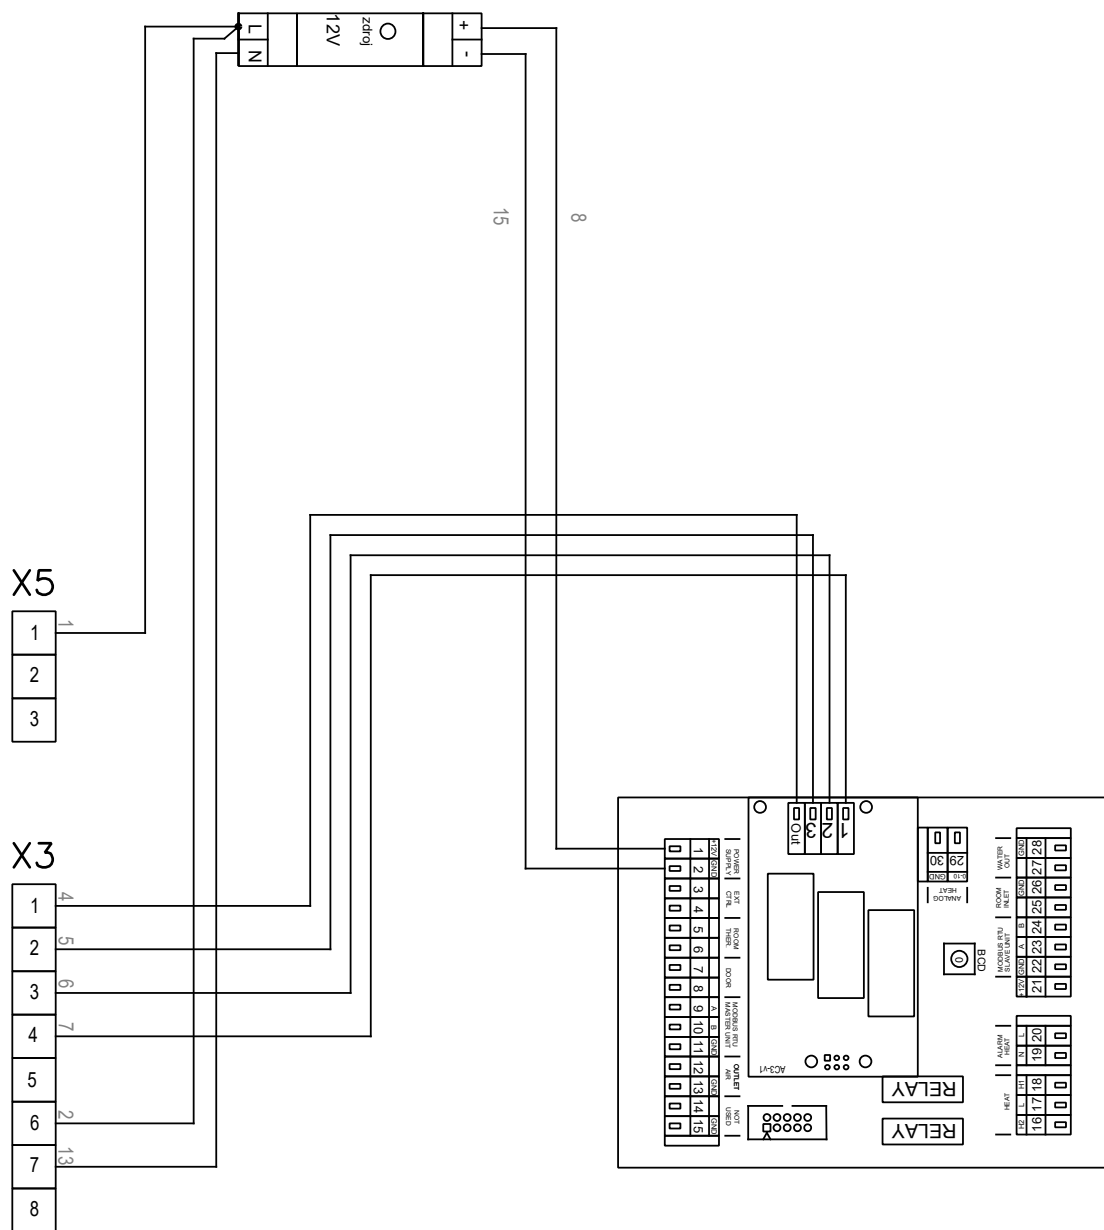 L
N
12V
zdroj
+
-
15
8
X5
1
1
2
3
X3
1
4
2
5
3
6
4
7
5
6
2
7
13
8
Out
3
2
1
AC3-v1
1
+12V
2
GND
POWER
SUPPLY
3
4
EXT
CTRL
5
6
ROOM
THER.
7
8
DOOR
9
A
10
B
11
GND
MODBUS RTU
MASTER UNIT
12
13
GND
OUTLET
AIR
14
15
GND
NOT
USED
30
29
GND
0-10
ANALOG
HEAT
BCD
0
RELAY
RELAY
WATER
OUT
GND
28
27
ROOM
INLET
GND
26
25
MODBUS RTU
SLAVE UNIT
B
24
A
23
GND
22
+12V
21
ALARM
HEAT
L
20
N
19
HEAT
H1
18
L
17
H2
16